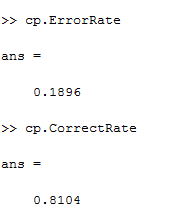 >> cp.ErrorRate
ans =
0.1896
>> cp.CorrectRate
ans =
0.8104